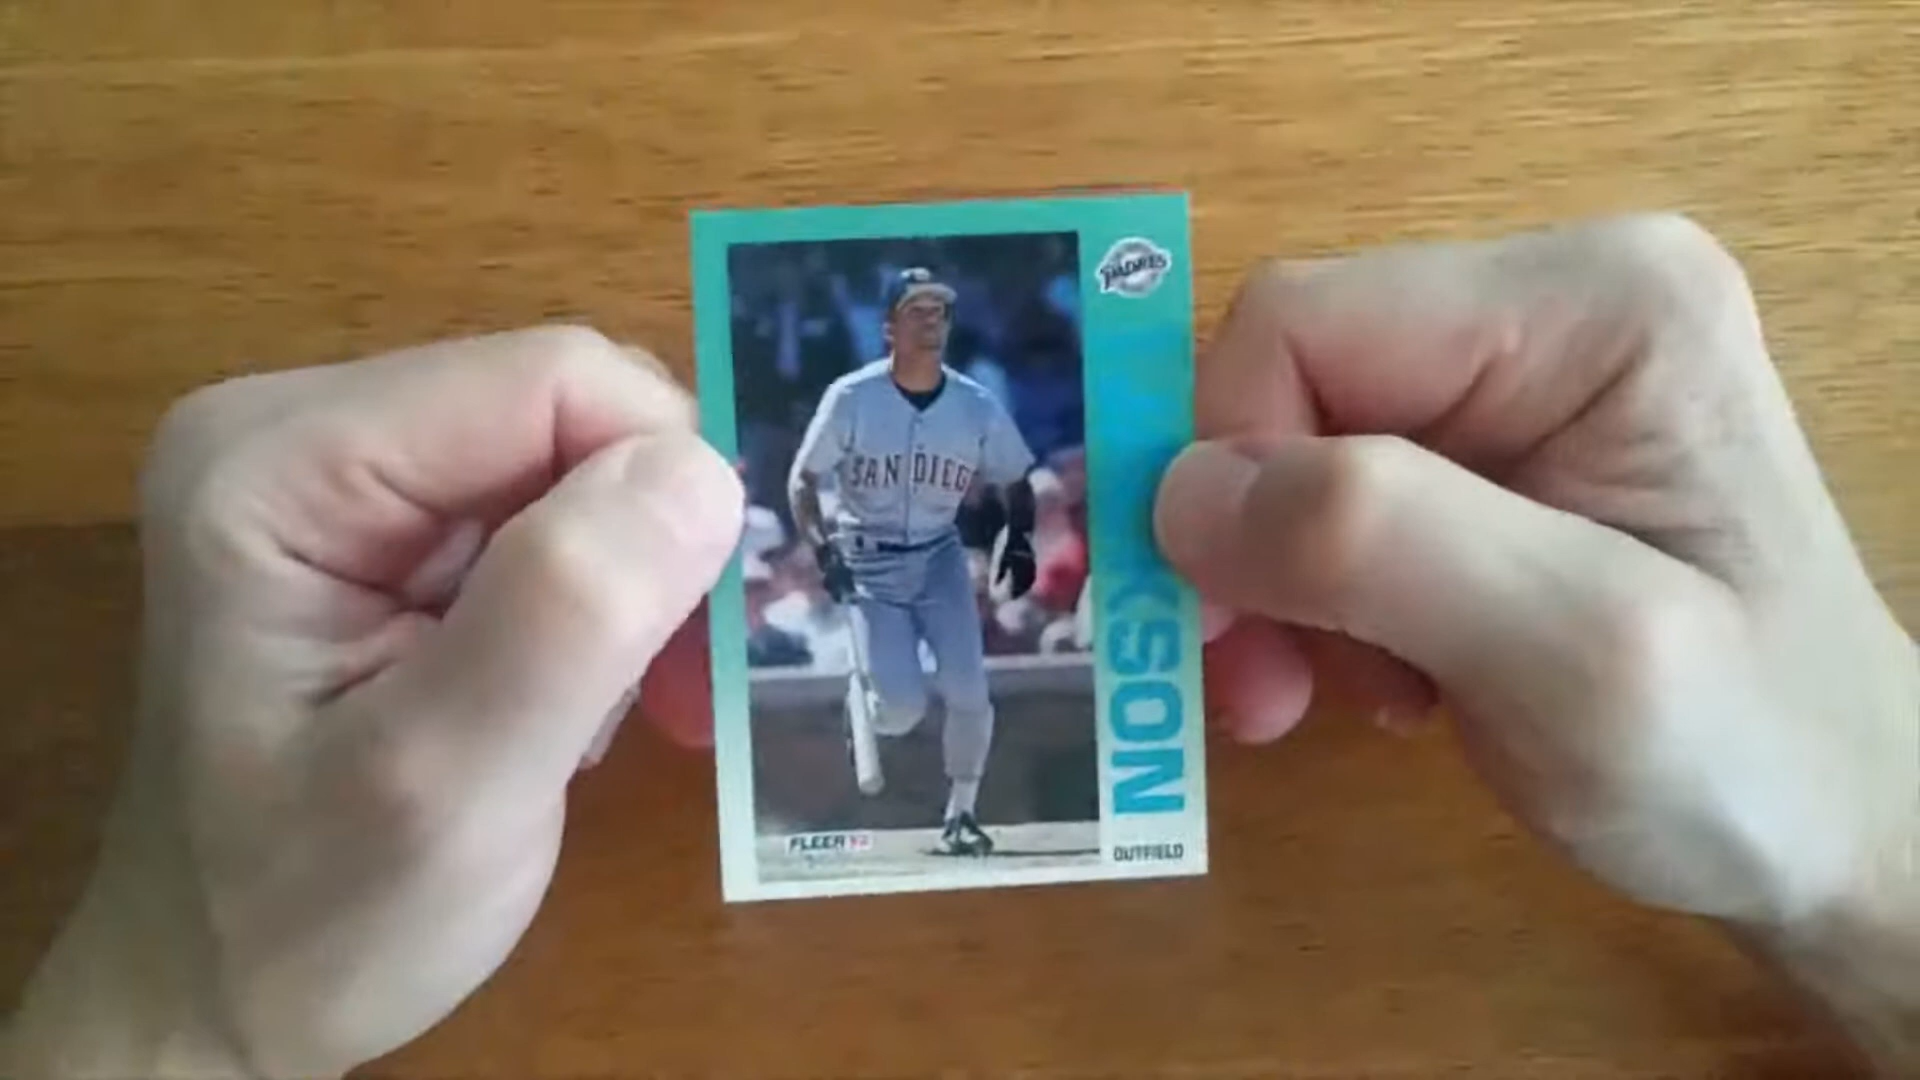 PADRES
SAN DIEGO
KSON
FLEER 92
OUTFIELD